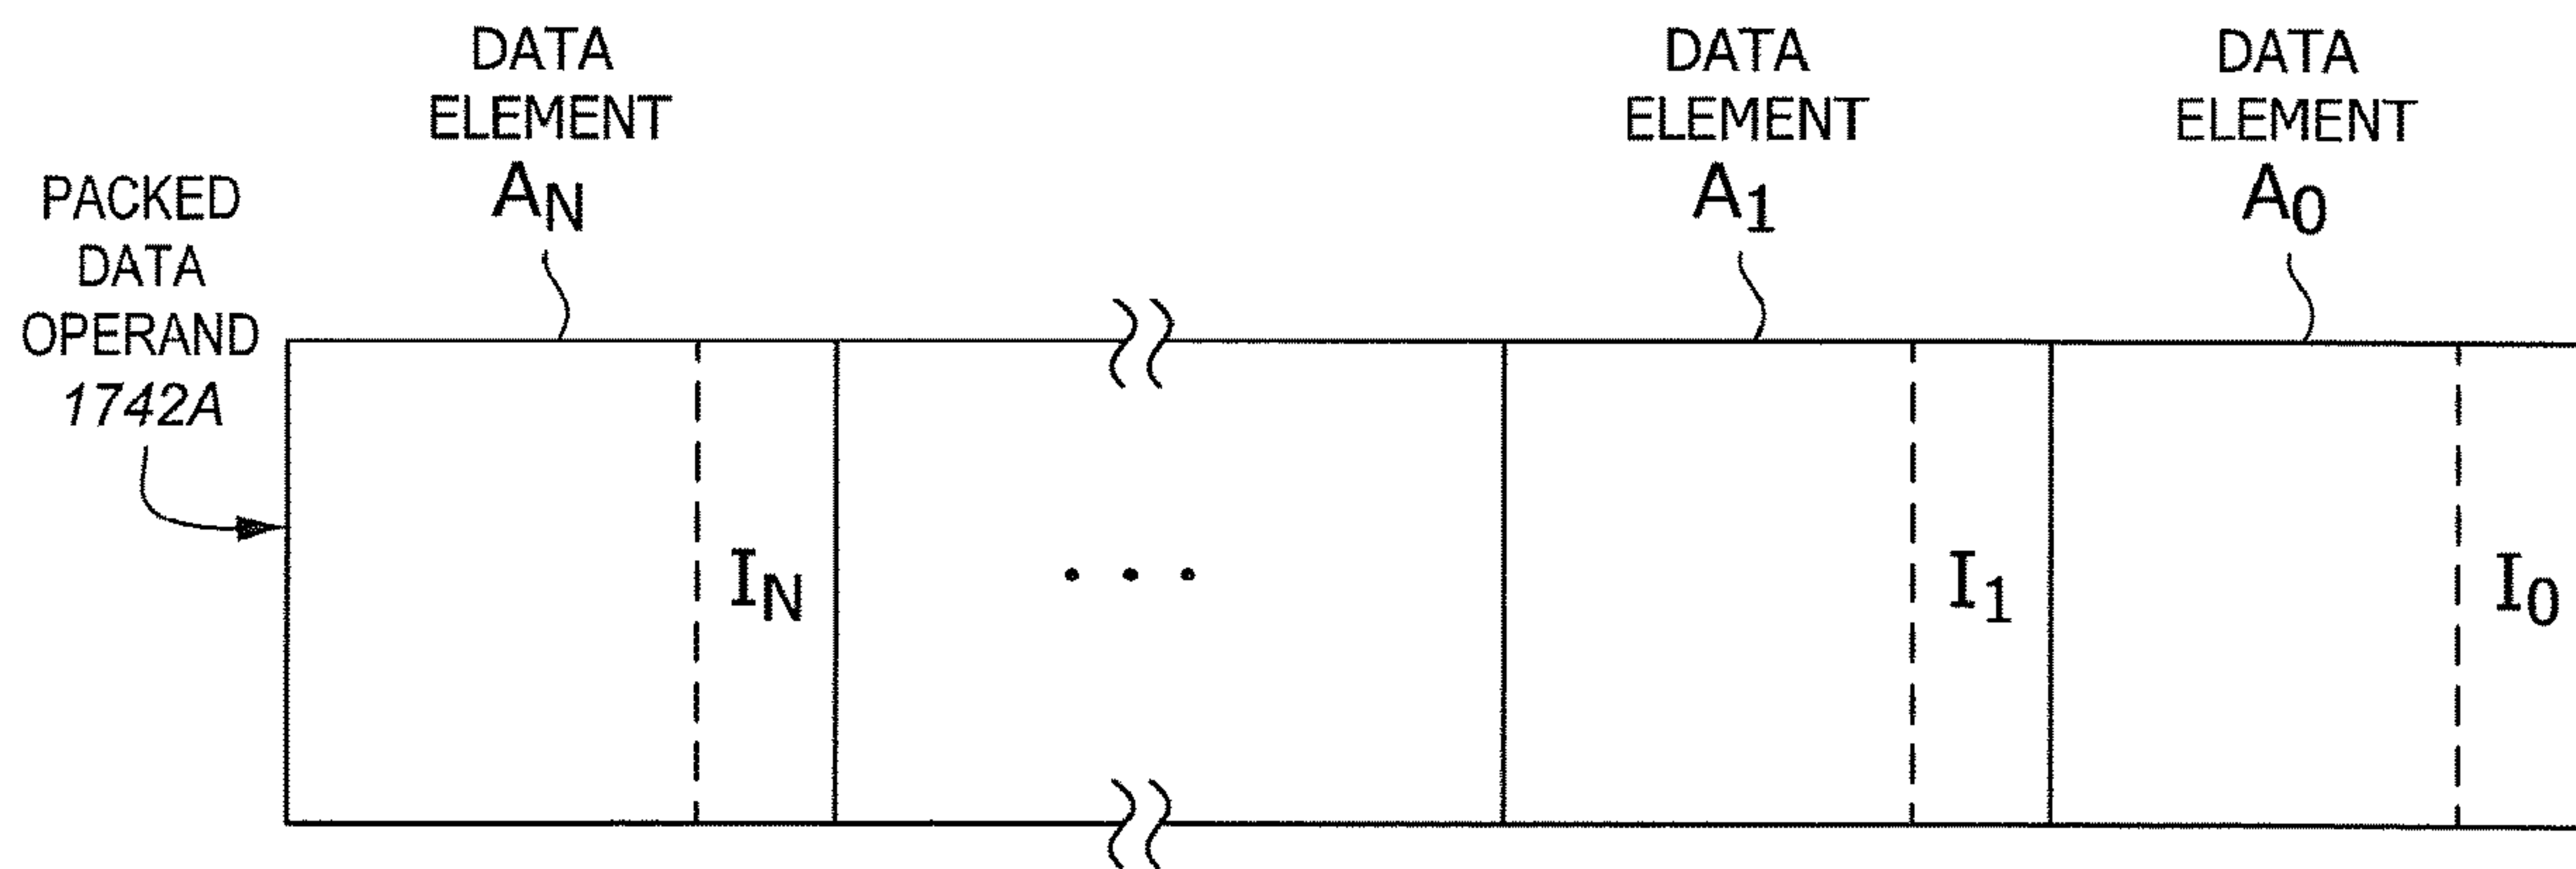 DATA
ELEMENT
AN
DATA
ELEMENT
A1
DATA
ELEMENT
A0
PACKED
DATA
OPERAND
1742A
IN
• • •
I1
I0